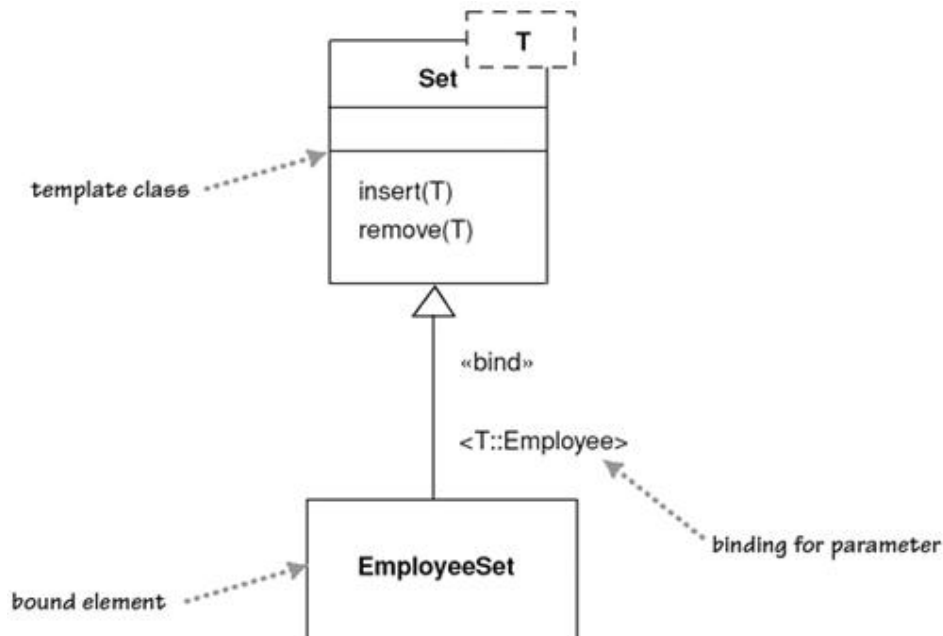 T
Set
template class
insert(T)
remove(T)
«bind»
<T::Employee>
binding for parameter
EmployeeSet
bound element